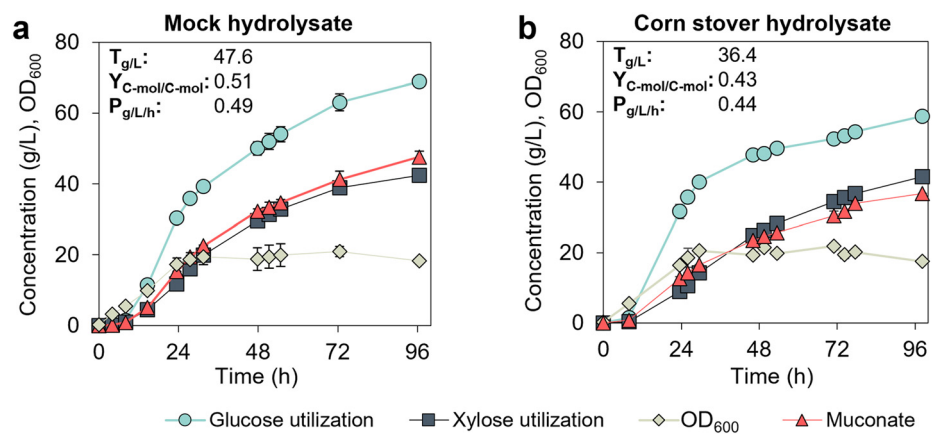 a
Mock hydrolysate
Concentration (g/L), OD600
80
60
40
20
0
T g/L: 47.6
Y C-mol/C-mol: 0.51
P g/L/h: 0.49
0 24 48 72 96
Time (h)
b
Corn stover hydrolysate
Concentration (g/L), OD600
80
60
40
20
0
T g/L: 36.4
Y C-mol/C-mol: 0.43
P g/L/h: 0.44
0 24 48 72 96
Time (h)
Glucose utilization Xylose utilization OD600 Muconate